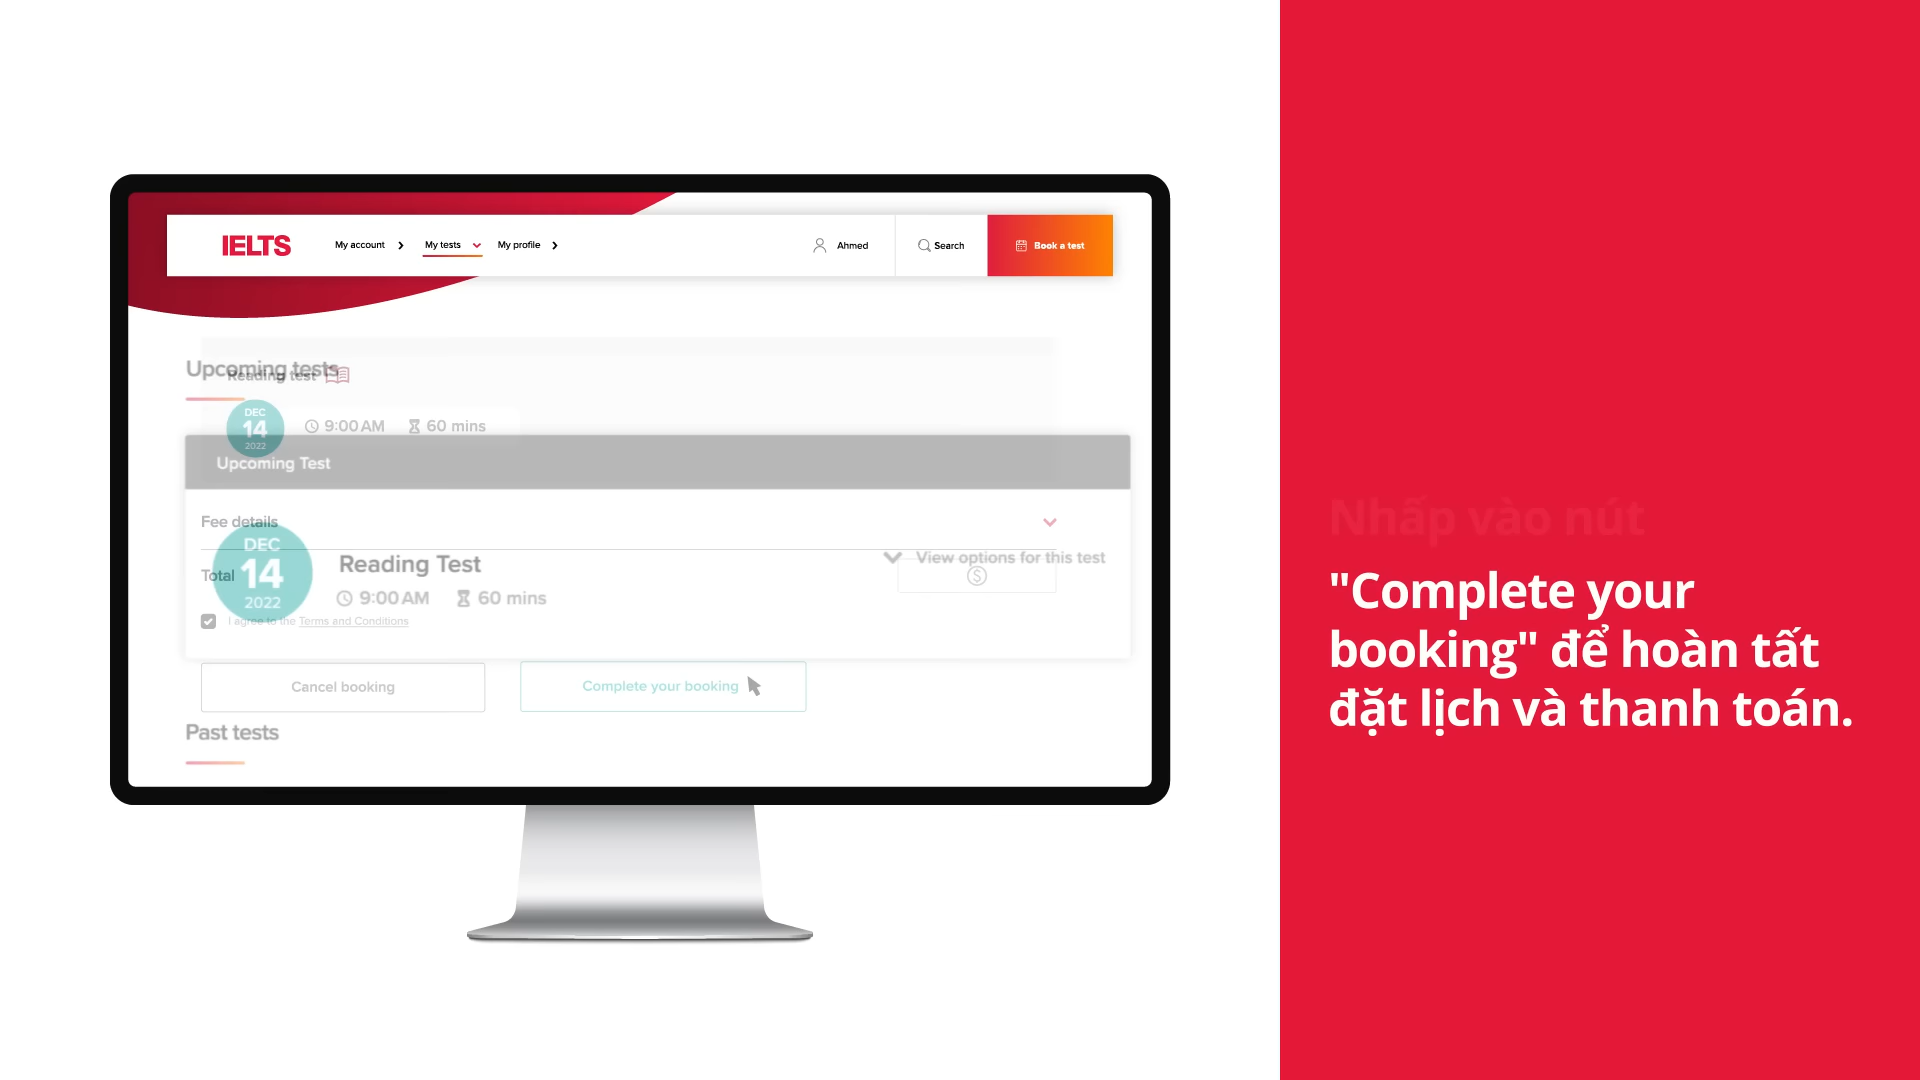 IELTS
My account
My tests
My profile
Ahmed
Search
Book a test
Upcoming tests
Reading test
DEC
14
2022
9:00 AM
60 mins
Upcoming Test
Fee details
DEC
14
2022
Reading Test
View options for this test
Total
9:00 AM
60 mins
I agree to the Terms and Conditions
Cancel booking
Complete your booking
Past tests
Nhấp vào nút
"Complete your
booking" để hoàn tất
đặt lịch và thanh toán.